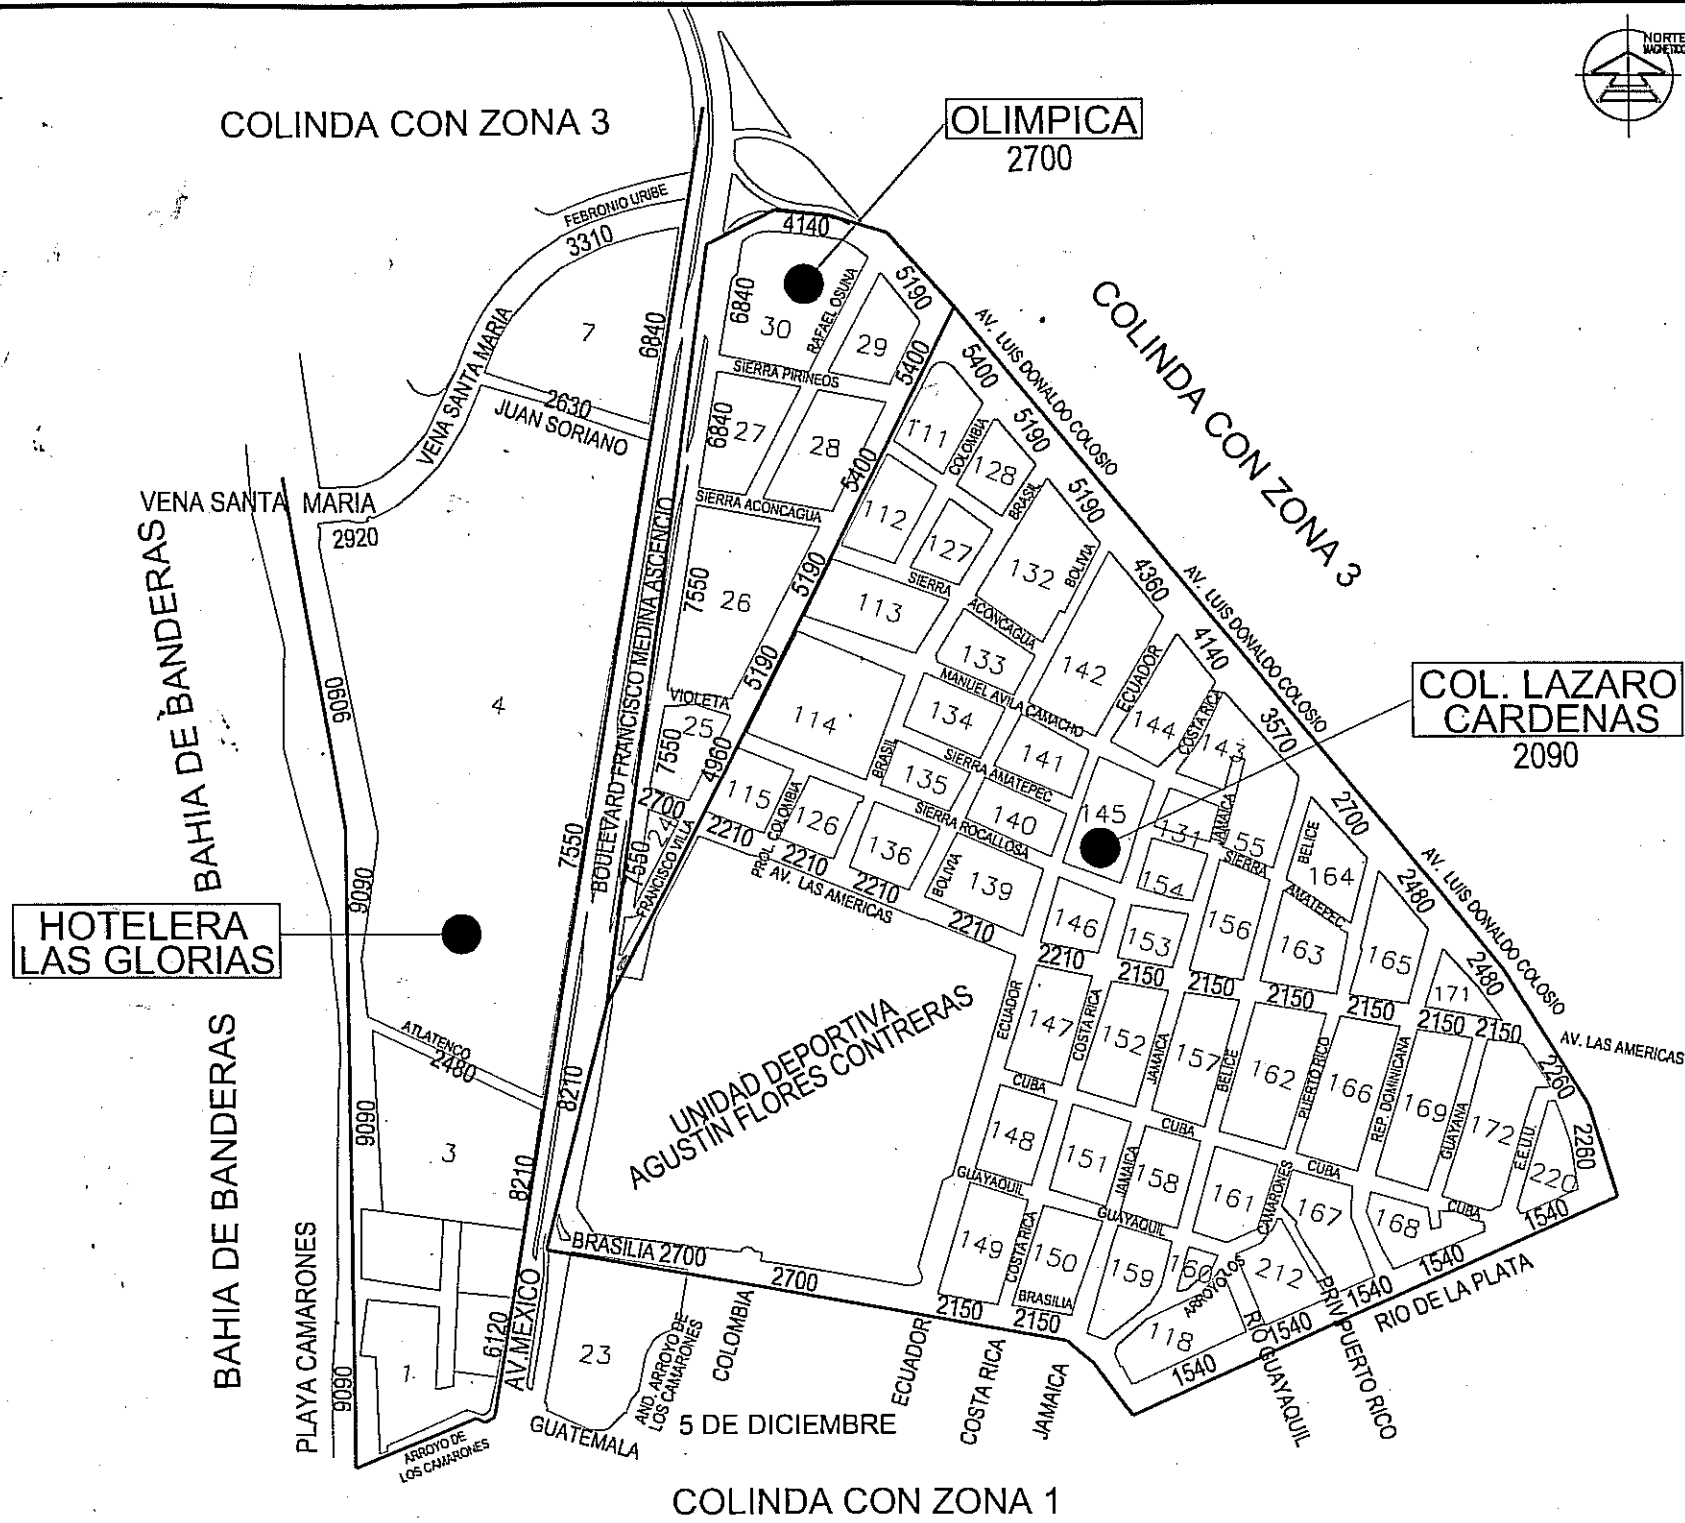 NORTE
MAGNETICO
COLINDA CON ZONA 3
OLIMPICA
2700
FEBRONIO URIBE
3310
4140
5190
6840
30
RAFAEL OSUNA
29
5400
7
6840
SIERRA PIRINEOS
VENA SANTA MARIA
2630
JUAN SORIANO
6840
27
28
5400
AV. LUIS DONALDO COLOSIO
COLINDA CON ZONA 3
5400
5190
111
COLOMBIA
128
BRASIL
5190
VENA SANTA MARIA
2920
SIERRA ACONCAGUA
112
127
132
BOLIVIA
4360
AV. LUIS DONALDO COLOSIO
BAHIA DE BANDERAS
BOULEVARD FRANCISCO MEDINA ASCENCIO
7550
26
5190
113
SIERRA
ACONCAGUA
133
142
ECUADOR
4140
9090
4
5190
VIOLETA
25
7550
4960
114
BRASIL
134
MANUEL AVILA CAMACHO
141
144
COSTA RICA
143
3570
COL. LAZARO
CARDENAS
2090
2700
24
115
2210
PROL. COLOMBIA
126
2210
135
SIERRA AMATEPEC
SIERRA ROCALLOSA
140
145
131
JAMAICA
55
SIERRA
AMATEPEC
BELICE
2700
164
7550
7550
FRANCISCO VILLA
136
2210
P. AV. LAS AMERICAS
BOLIVIA
139
2210
154
9090
HOTELERA
LAS GLORIAS
146
2210
153
2150
156
2150
163
2150
165
2150
2480
AV. LUIS DONALDO COLOSIO
2480
171
2150
2150
AV. LAS AMERICAS
UNIDAD DEPORTIVA
AGUSTIN FLORES CONTRERAS
ECUADOR
147
COSTA RICA
152
JAMAICA
157
BELICE
162
PUERTO RICO
166
REP. DOMINICANA
169
GUAYANA
172
E.E.U.U.
2260
2260
220
ATLATENCO
2480
8210
BAHIA DE BANDERAS
9090
3
8210
CUBA
148
151
JAMAICA
158
CUBA
161
CAMARONES
CUBA
167
168
CUBA
1540
GUAYAQUIL
GUAYAQUIL
149
COSTA RICA
150
BRASILIA
159
160
ARROYOLOS
212
118
1540
1540
1540
1540
RIO DE LA PLATA
PLAYA CAMARONES
BRASILIA 2700
2700
2150
2150
9090
1
6120
AV.MEXICO
23
AND. ARROYO DE
LOS CAMARONES
COLOMBIA
ECUADOR
COSTA RICA
JAMAICA
RIO GUAYAQUIL
PRIV. PUERTO RICO
ARROYO DE
LOS CAMARONES
GUATEMALA
5 DE DICIEMBRE
COLINDA CON ZONA 1